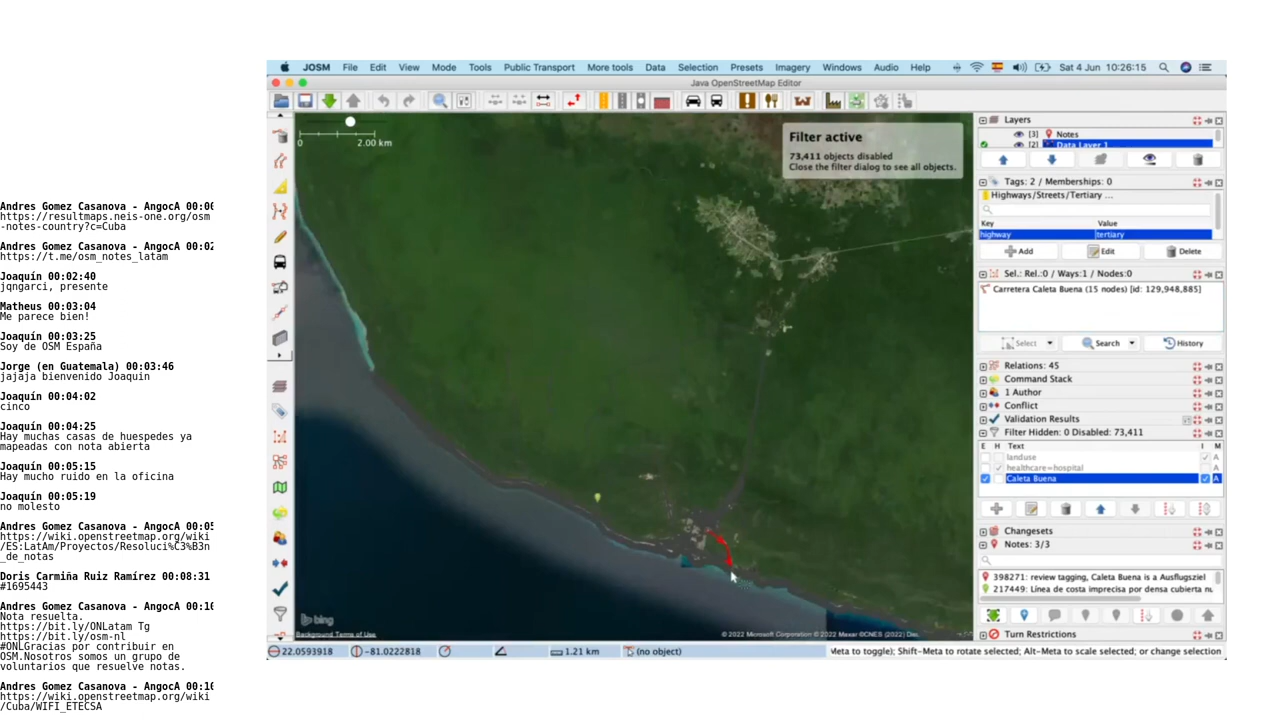 Andres Gomez Casanova - AngocA 00:00
https://resultmaps.neis-one.org/osm
-notes-country?c=Cuba
Andres Gomez Casanova - AngocA 00:02
https://t.me/osm_notes_latam
Joaquín 00:02:40
jqngarci, presente
Matheus 00:03:04
Me parece bien!
Joaquín 00:03:25
Soy de OSM España
Jorge (en Guatemala) 00:03:46
jajaja bienvenido Joaquin
Joaquín 00:04:02
cinco
Joaquín 00:04:25
Hay muchas casas de huespedes ya
mapeadas con nota abierta
Joaquín 00:05:15
Hay mucho ruido en la oficina
Joaquín 00:05:19
no molesto
Andres Gomez Casanova - AngocA 00:05
https://wiki.openstreetmap.org/wiki
/ES:LatAm/Proyectos/Resoluci%C3%B3n
_de_notas
Doris Carmiña Ruiz Ramírez 00:08:31
#1695443
Andres Gomez Casanova - AngocA 00:10
Nota resuelta.
https://bit.ly/ONLatam Tg
https://bit.ly/osm-nl
#ONLGracias por contribuir en
OSM.Nosotros somos un grupo de
voluntarios que resuelve notas.
Andres Gomez Casanova - AngocA 00:10
https://wiki.openstreetmap.org/wiki
/Cuba/WIFI_ETECSA
JOSM File Edit View Mode Tools Public Transport More tools Data Selection Presets Imagery Windows Audio Help Sat 4 Jun 10:26:15
Java OpenStreetMap Editor
0 2.00 km
Filter active
73,411 objects disabled
Close the filter dialog to see all objects.
bing
Background Terms of Use
© 2022 Microsoft Corporation © 2022 Maxar ©CNES (2022) Dis...
Layers
[3] Notes
[2] Data Layer 1
Tags: 2 / Memberships: 0
Highways/Streets/Tertiary ...
Key Value
highway tertiary
Add Edit Delete
Sel.: Rel.:0 / Ways:1 / Nodes:0
Carretera Caleta Buena (15 nodes) [id: 129,948,885]
Select Search History
Relations: 45
Command Stack
1 Author
Conflict
Validation Results
Filter Hidden: 0 Disabled: 73,411
E H Text I M
landuse A
healthcare=hospital A
Caleta Buena A
Changesets
Notes: 3/3
398271: review tagging, Caleta Buena is a Ausflugsziel
217449: Línea de costa imprecisa por densa cubierta nu
Turn Restrictions
22.0593918 -81.0222818 1.21 km (no object) Meta to toggle); Shift-Meta to rotate selected; Alt-Meta to scale selected; or change selection